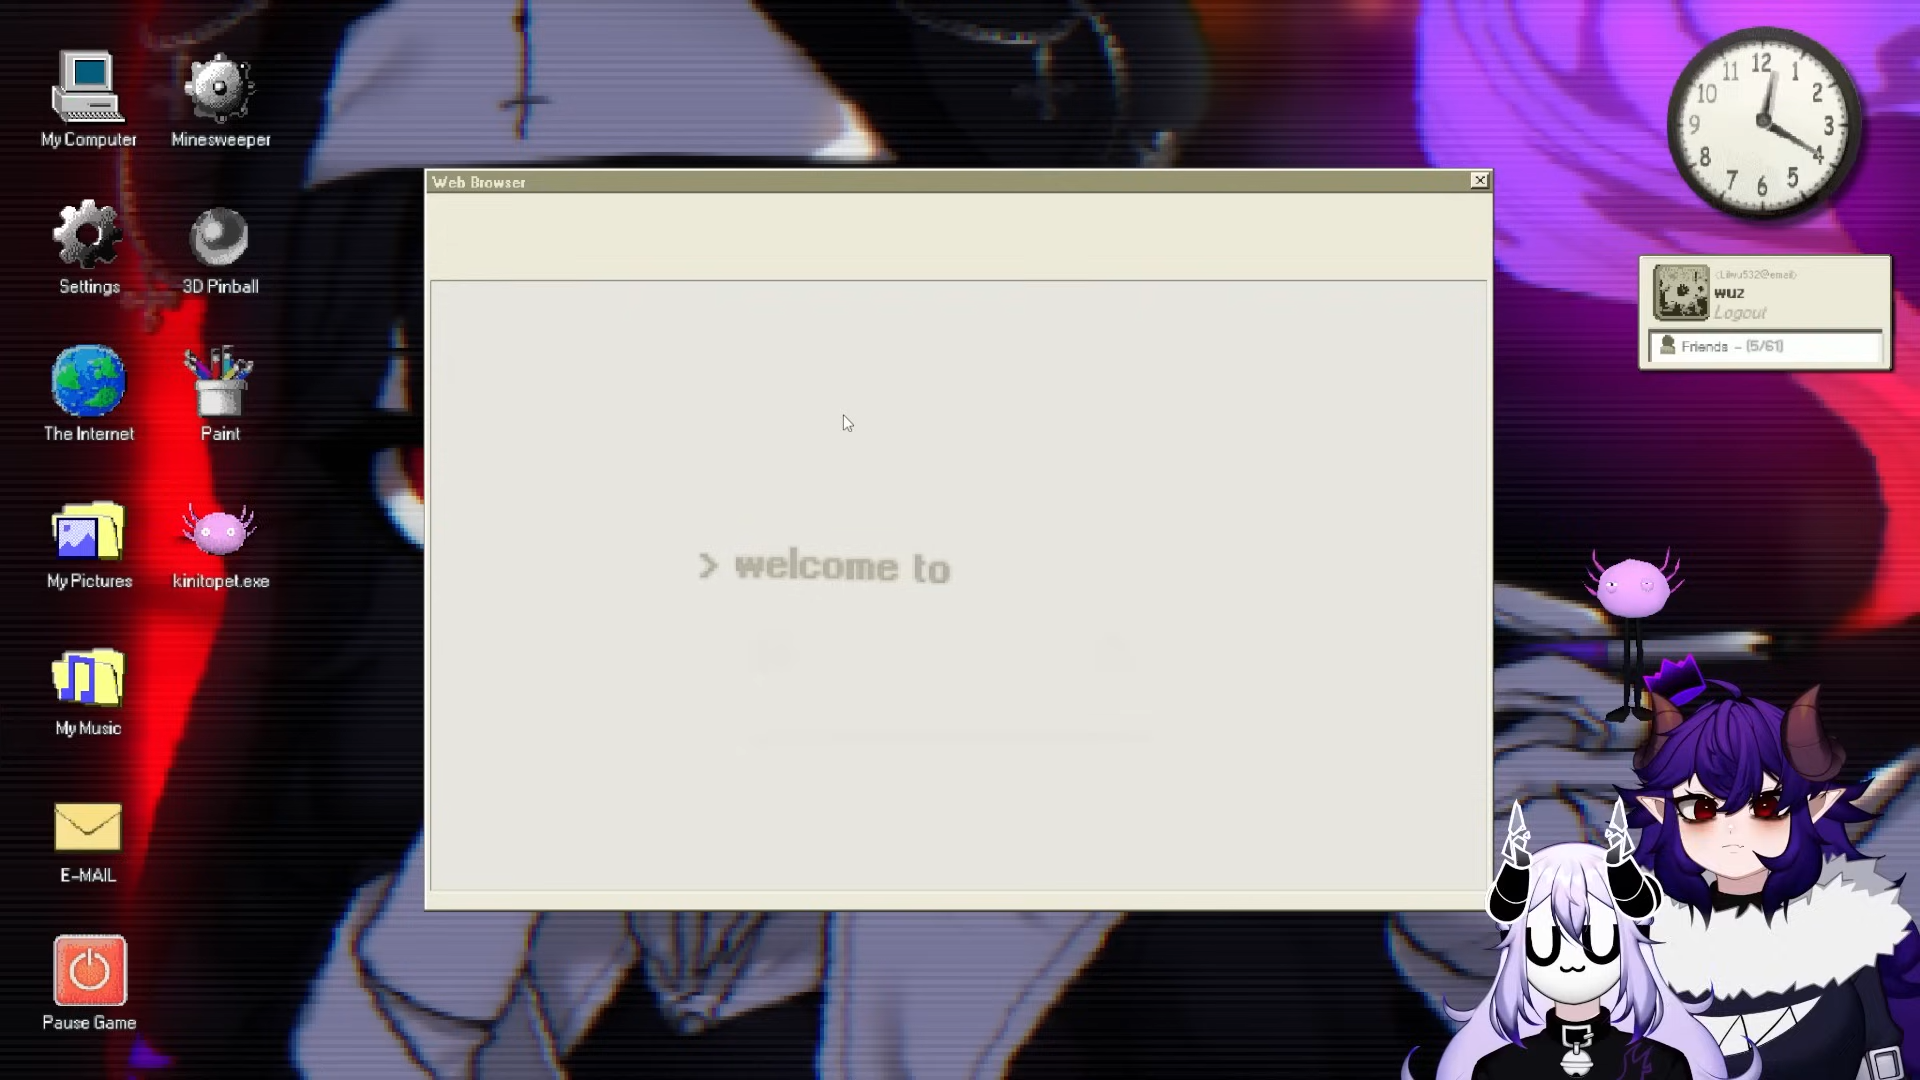 My Computer
Minesweeper
Settings
3D Pinball
The Internet
Paint
My Pictures
kinitopet.exe
My Music
E-MAIL
Pause Game
Web Browser
> welcome to
12
1
2
3
4
5
6
7
8
9
10
11
<Lilwu532@email>
wuz
Logout
Friends - (5/61)